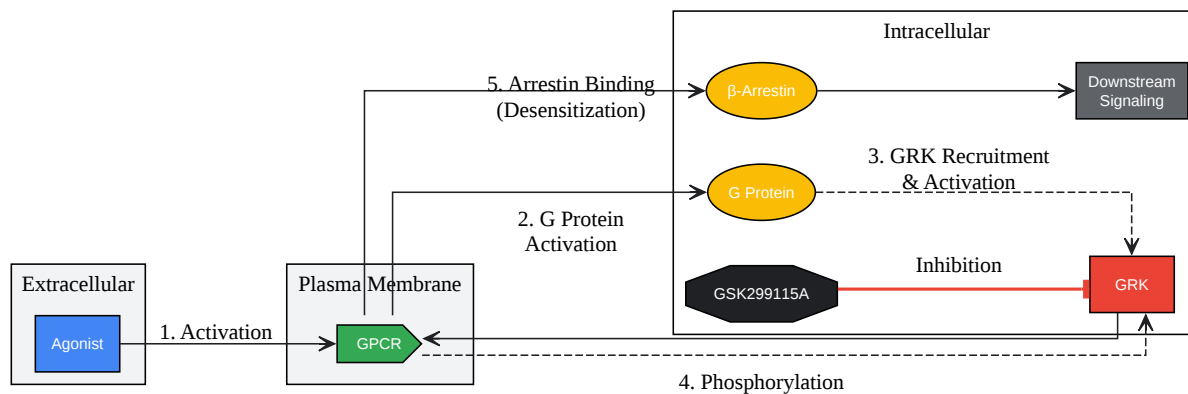 Intracellular
5. Arrestin Binding
(Desensitization)
β-Arrestin
Downstream
Signaling
3. GRK Recruitment
& Activation
G Protein
2. G Protein
Activation
Extracellular
Plasma Membrane
Inhibition
GSK299115A
GRK
1. Activation
Agonist
GPCR
4. Phosphorylation